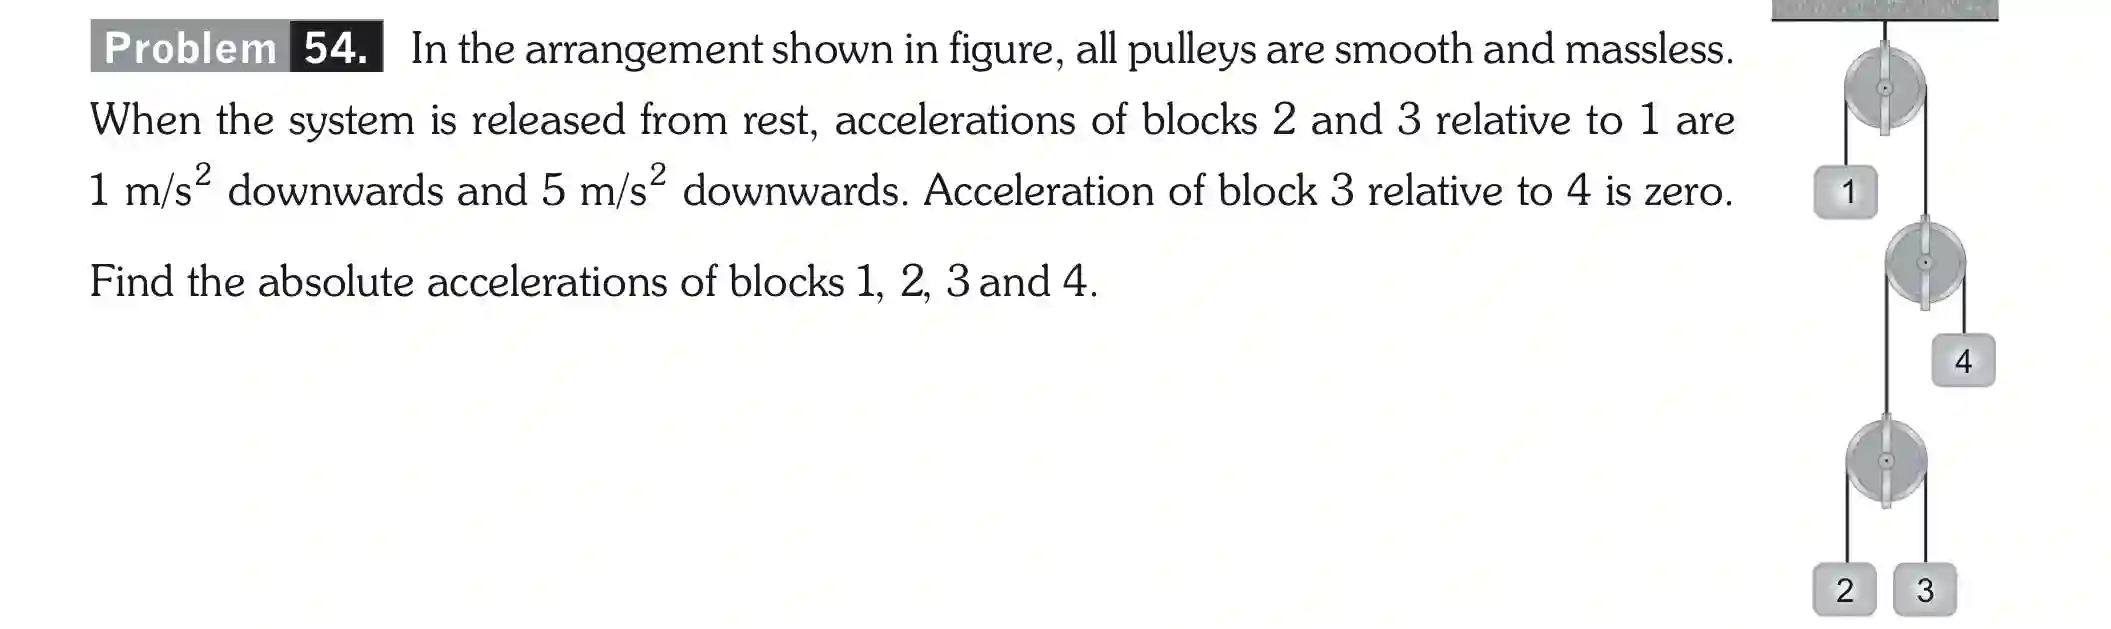 Problem 54. In the arrangement shown in figure, all pulleys are smooth and massless.
When the system is released from rest, accelerations of blocks 2 and 3 relative to 1 are
1 m/s² downwards and 5 m/s² downwards. Acceleration of block 3 relative to 4 is zero.
Find the absolute accelerations of blocks 1, 2, 3 and 4.
1
4
2 3